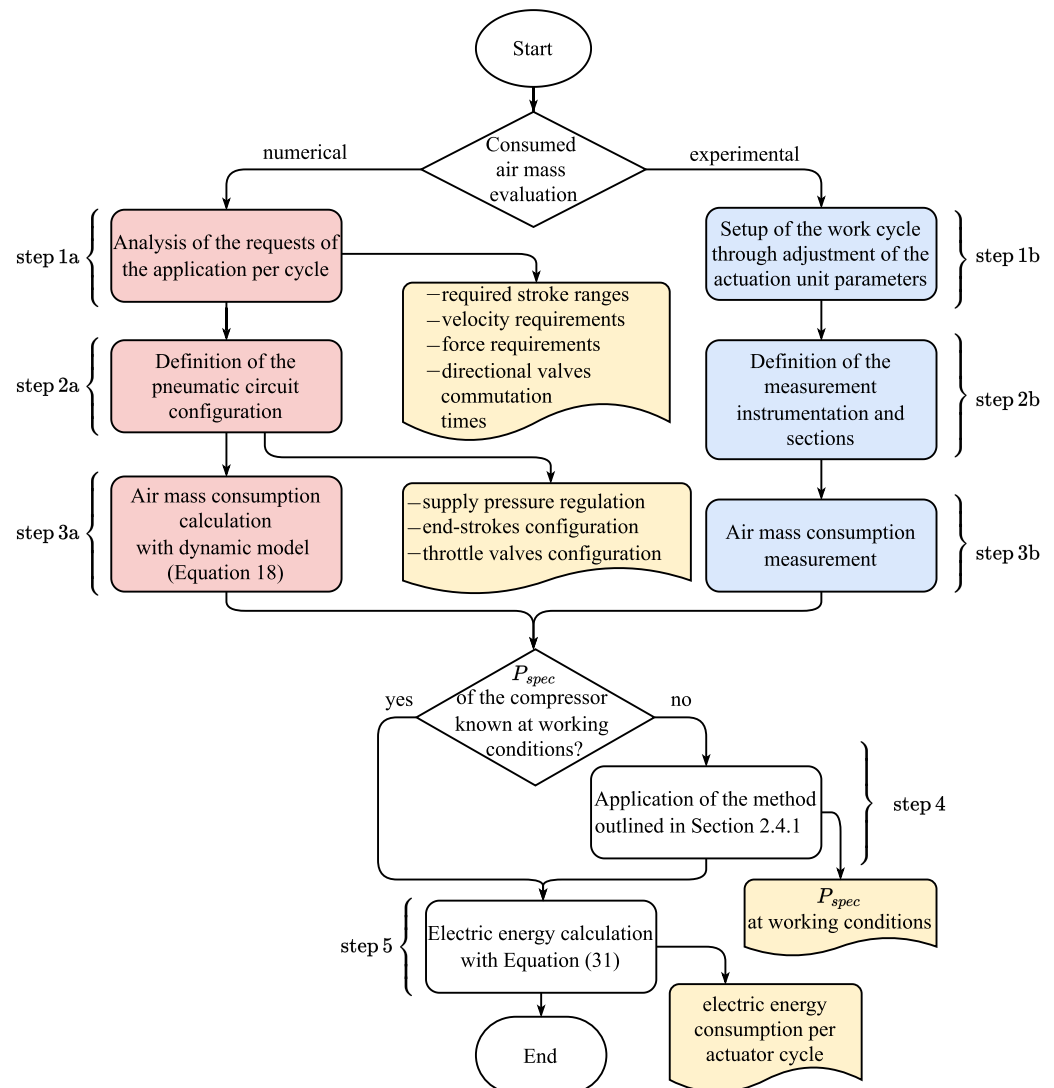 Start
Consumed
air mass
evaluation
numerical
experimental
step 1a
Analysis of the requests of
the application per cycle
Setup of the work cycle
through adjustment of the
actuation unit parameters
step 1b
−required stroke ranges
−velocity requirements
−force requirements
−directional valves
commutation
times
step 2a
Definition of the
pneumatic circuit
configuration
Definition of the
measurement
instrumentation and
sections
step 2b
step 3a
Air mass consumption
calculation
with dynamic model
(Equation 18)
−supply pressure regulation
−end-strokes configuration
−throttle valves configuration
Air mass consumption
measurement
step 3b
P_spec
of the compressor
known at working
conditions?
yes
no
Application of the method
outlined in Section 2.4.1
step 4
P_spec
at working conditions
step 5
Electric energy calculation
with Equation (31)
electric energy
consumption per
actuator cycle
End